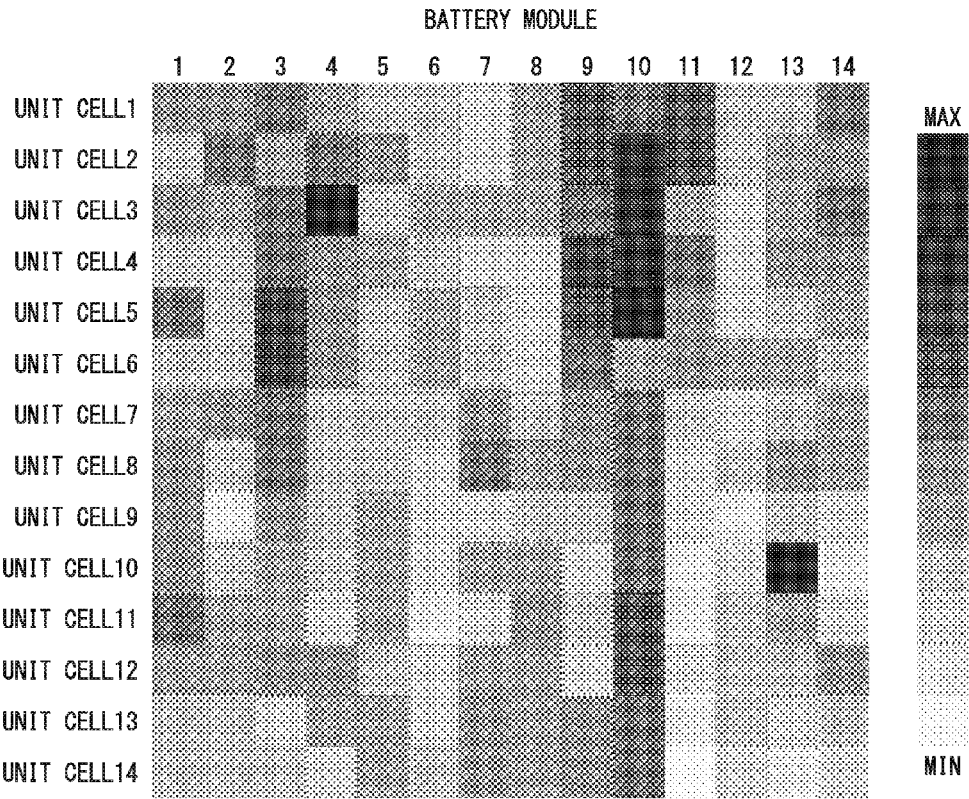 BATTERY MODULE
1 2 3 4 5 6 7 8 9 10 11 12 13 14
UNIT CELL1
MAX
UNIT CELL2
UNIT CELL3
UNIT CELL4
UNIT CELL5
UNIT CELL6
UNIT CELL7
UNIT CELL8
UNIT CELL9
UNIT CELL10
UNIT CELL11
UNIT CELL12
UNIT CELL13
UNIT CELL14
MIN